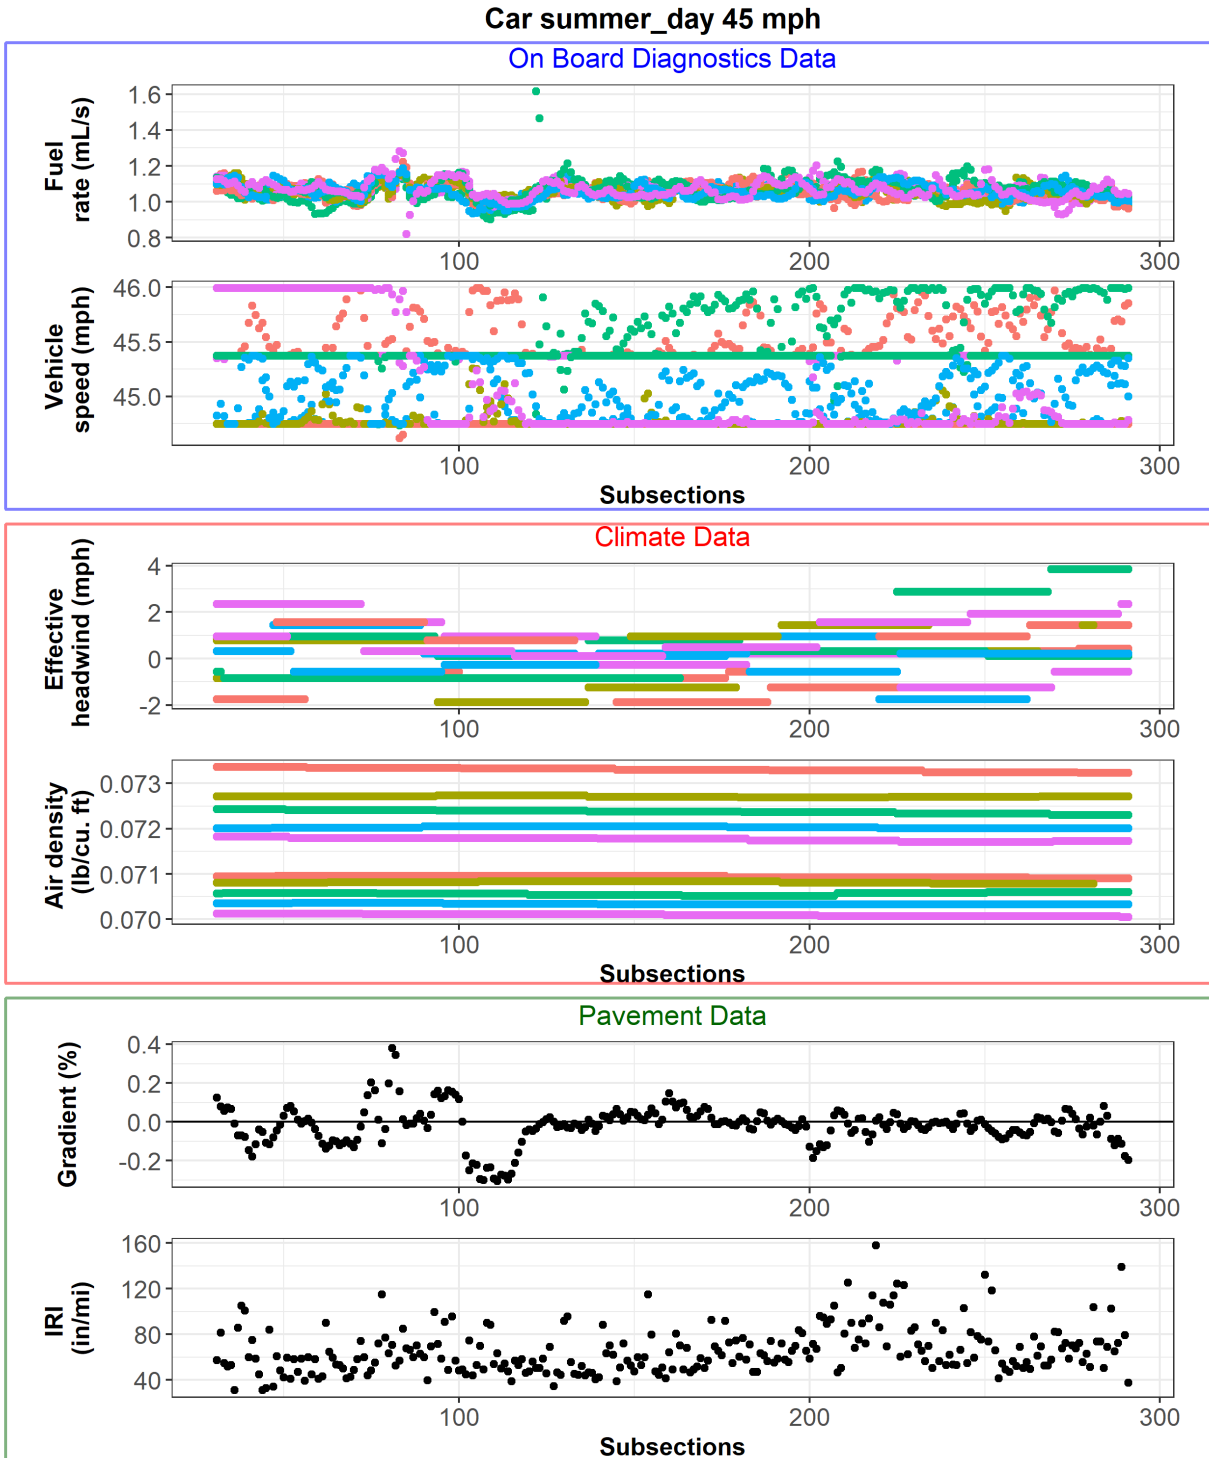 Car summer_day 45 mph
On Board Diagnostics Data
Fuel
rate (mL/s)
1.6
1.4
1.2
1.0
0.8
100 200 300
Vehicle
speed (mph)
46.0
45.5
45.0
100 200 300
Subsections
Climate Data
Effective
headwind (mph)
4
2
0
-2
100 200 300
Air density
(lb/cu. ft)
0.073
0.072
0.071
0.070
100 200 300
Subsections
Pavement Data
Gradient (%)
0.4
0.2
0.0
-0.2
100 200 300
IRI
(in/mi)
160
120
80
40
100 200 300
Subsections